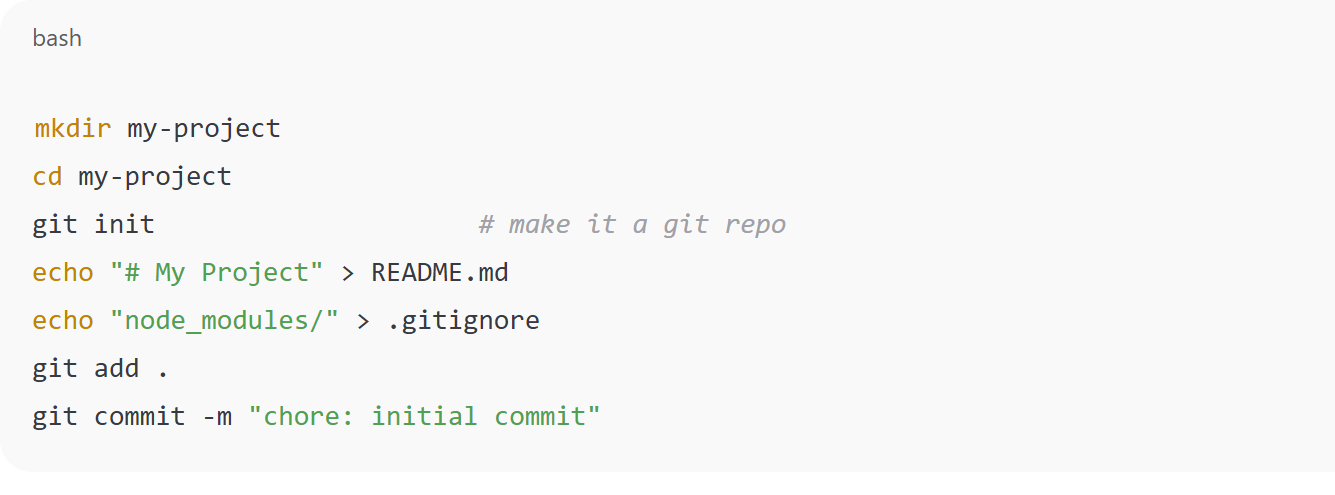 bash
mkdir my-project
cd my-project
git init                     # make it a git repo
echo "# My Project" > README.md
echo "node_modules/" > .gitignore
git add .
git commit -m "chore: initial commit"